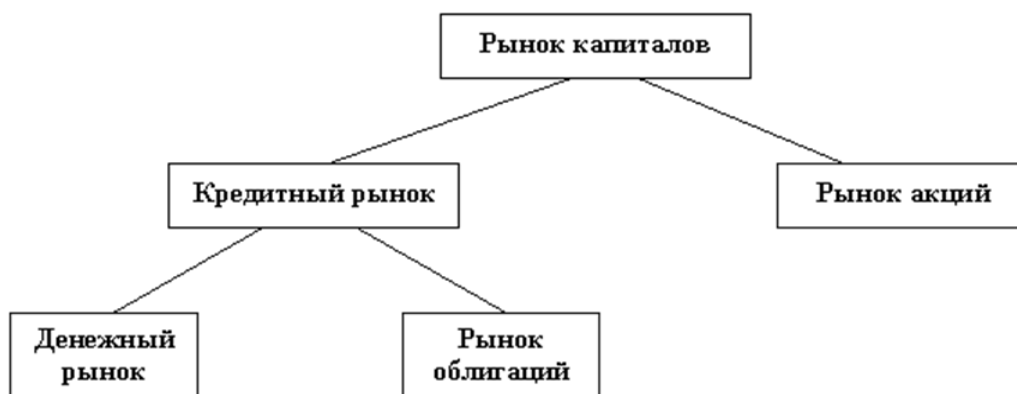 Рынок капиталов
Кредитный рынок
Рынок акций
Денежный
рынок
Рынок
облигаций